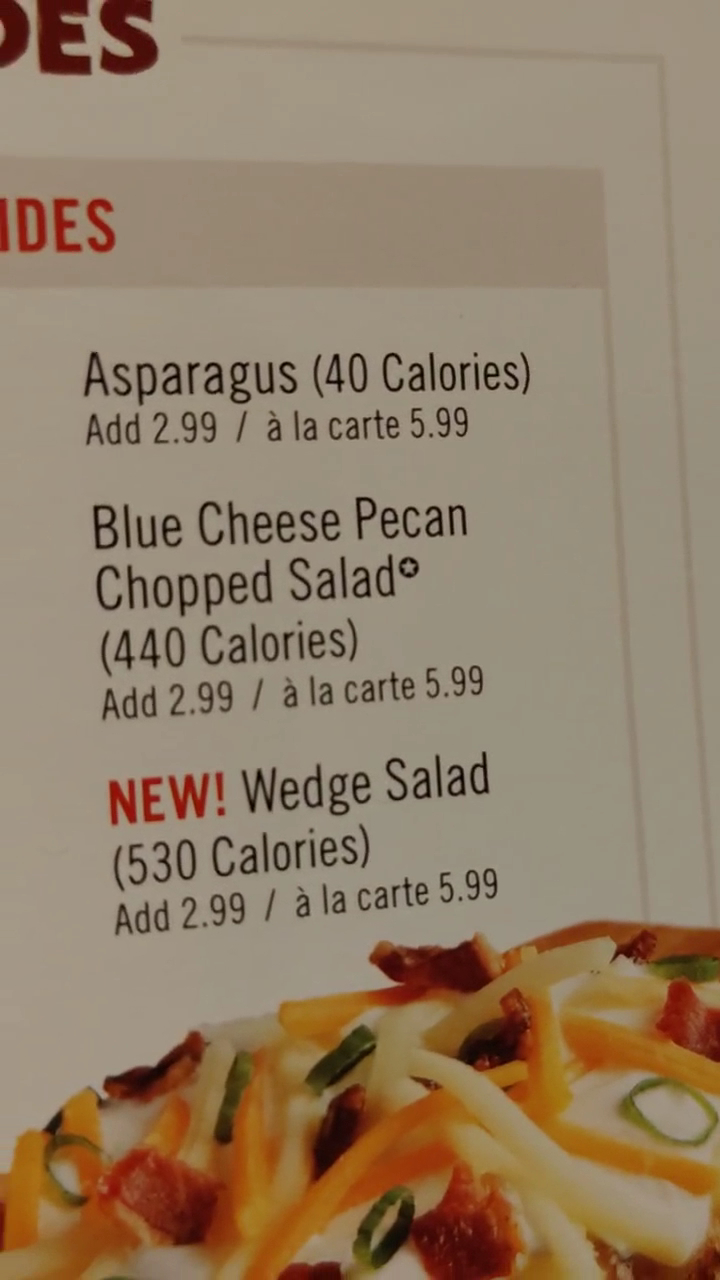 DES
IDES
Asparagus (40 Calories)
Add 2.99 / à la carte 5.99
Blue Cheese Pecan
Chopped Salad✪
(440 Calories)
Add 2.99 / à la carte 5.99
NEW! Wedge Salad
(530 Calories)
Add 2.99 / à la carte 5.99